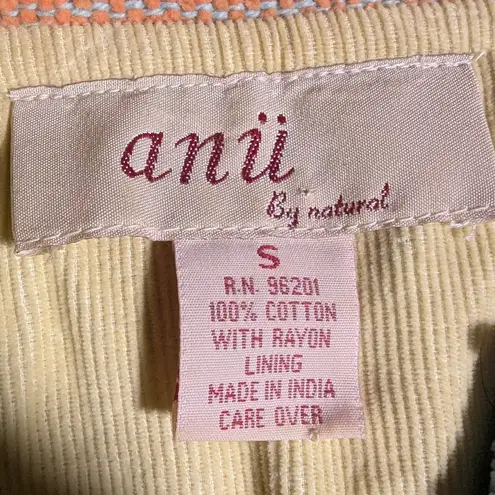 anü
By natural
S
R.N. 96201
100% COTTON
WITH RAYON
LINING
MADE IN INDIA
CARE OVER